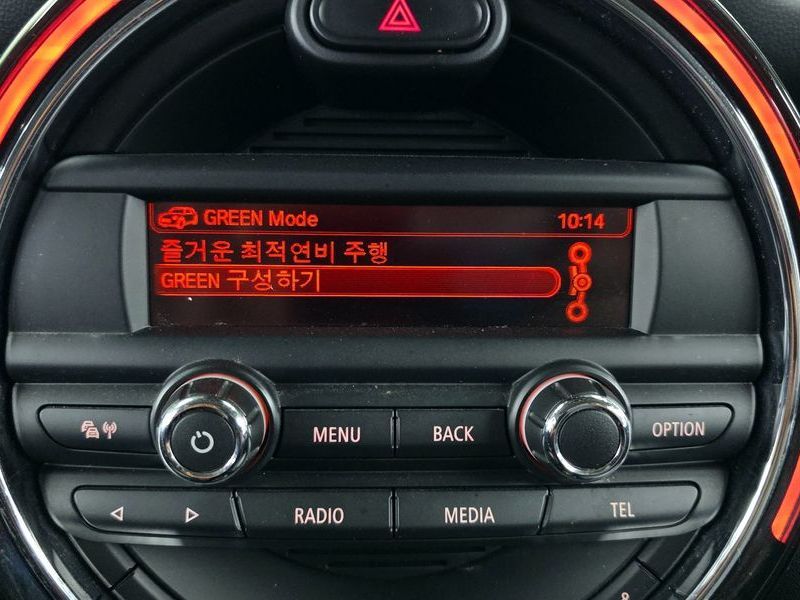 GREEN Mode 10:14
즐거운 최적연비 주행
GREEN 구성하기
MENU BACK OPTION
RADIO MEDIA TEL